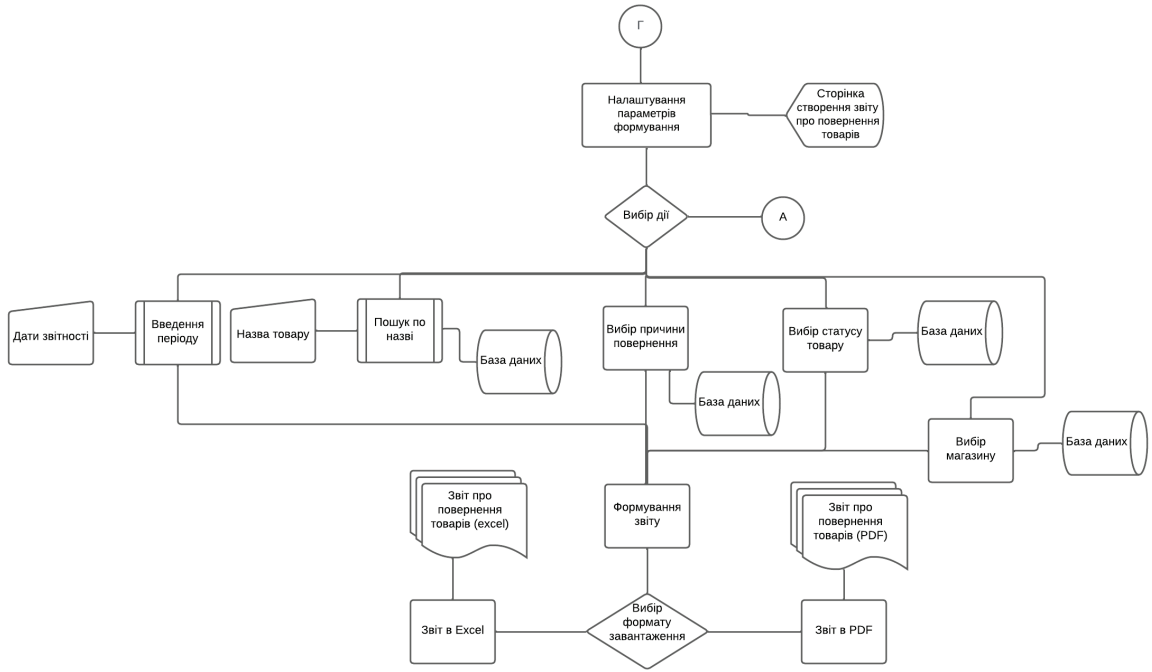 Г
Налаштування
параметрів
формування
Сторінка
створення звіту
про повернення
товарів
Вибір дії
А
Дати звітності
Введення
періоду
Назва товару
Пошук по
назві
База даних
Вибір причини
повернення
База даних
Вибір статусу
товару
База даних
Вибір
магазину
База даних
Звіт про
повернення
товарів (excel)
Формування
звіту
Звіт про
повернення
товарів (PDF)
Звіт в Excel
Вибір
формату
завантаження
Звіт в PDF